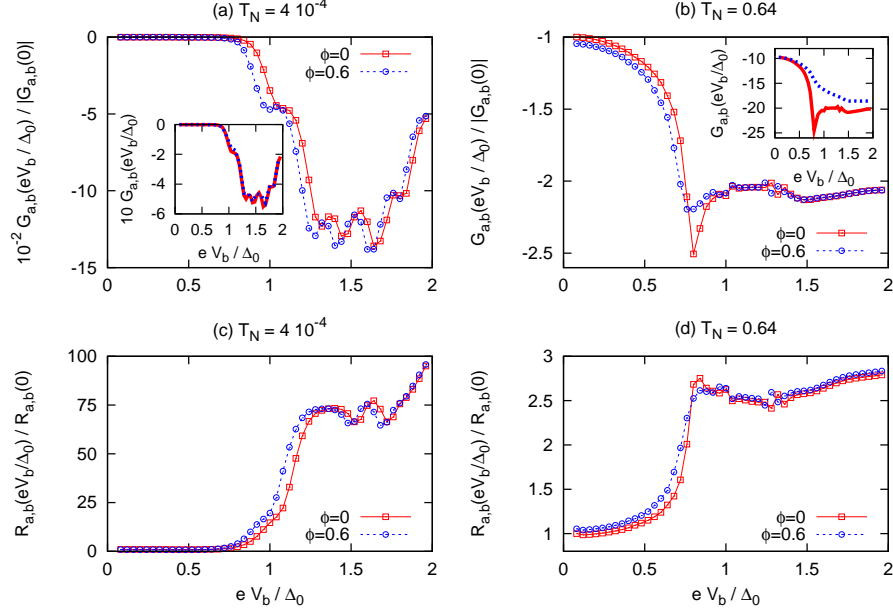 (a) T_N = 4 10^-4
10^-2 G_a,b(eV_b / Δ_0) / |G_a,b(0)|
0
-5
-10
-15
0 0.5 1 1.5 2
e V_b / Δ_0
ϕ=0
ϕ=0.6
10 G_a,b(eV_b/Δ_0)
0
-2
-4
-6
0 0.5 1 1.5 2
e V_b / Δ_0
(b) T_N = 0.64
G_a,b(eV_b / Δ_0) / |G_a,b(0)|
-1
-1.5
-2
-2.5
0 0.5 1 1.5 2
e V_b / Δ_0
ϕ=0
ϕ=0.6
G_a,b(eV_b/Δ_0)
-10
-15
-20
-25
0 0.5 1 1.5 2
e V_b / Δ_0
(c) T_N = 4 10^-4
R_a,b(eV_b/Δ_0) / R_a,b(0)
100
75
50
25
0
0 0.5 1 1.5 2
e V_b / Δ_0
ϕ=0
ϕ=0.6
(d) T_N = 0.64
R_a,b(eV_b/Δ_0) / R_a,b(0)
3
2.5
2
1.5
1
0 0.5 1 1.5 2
e V_b / Δ_0
ϕ=0
ϕ=0.6